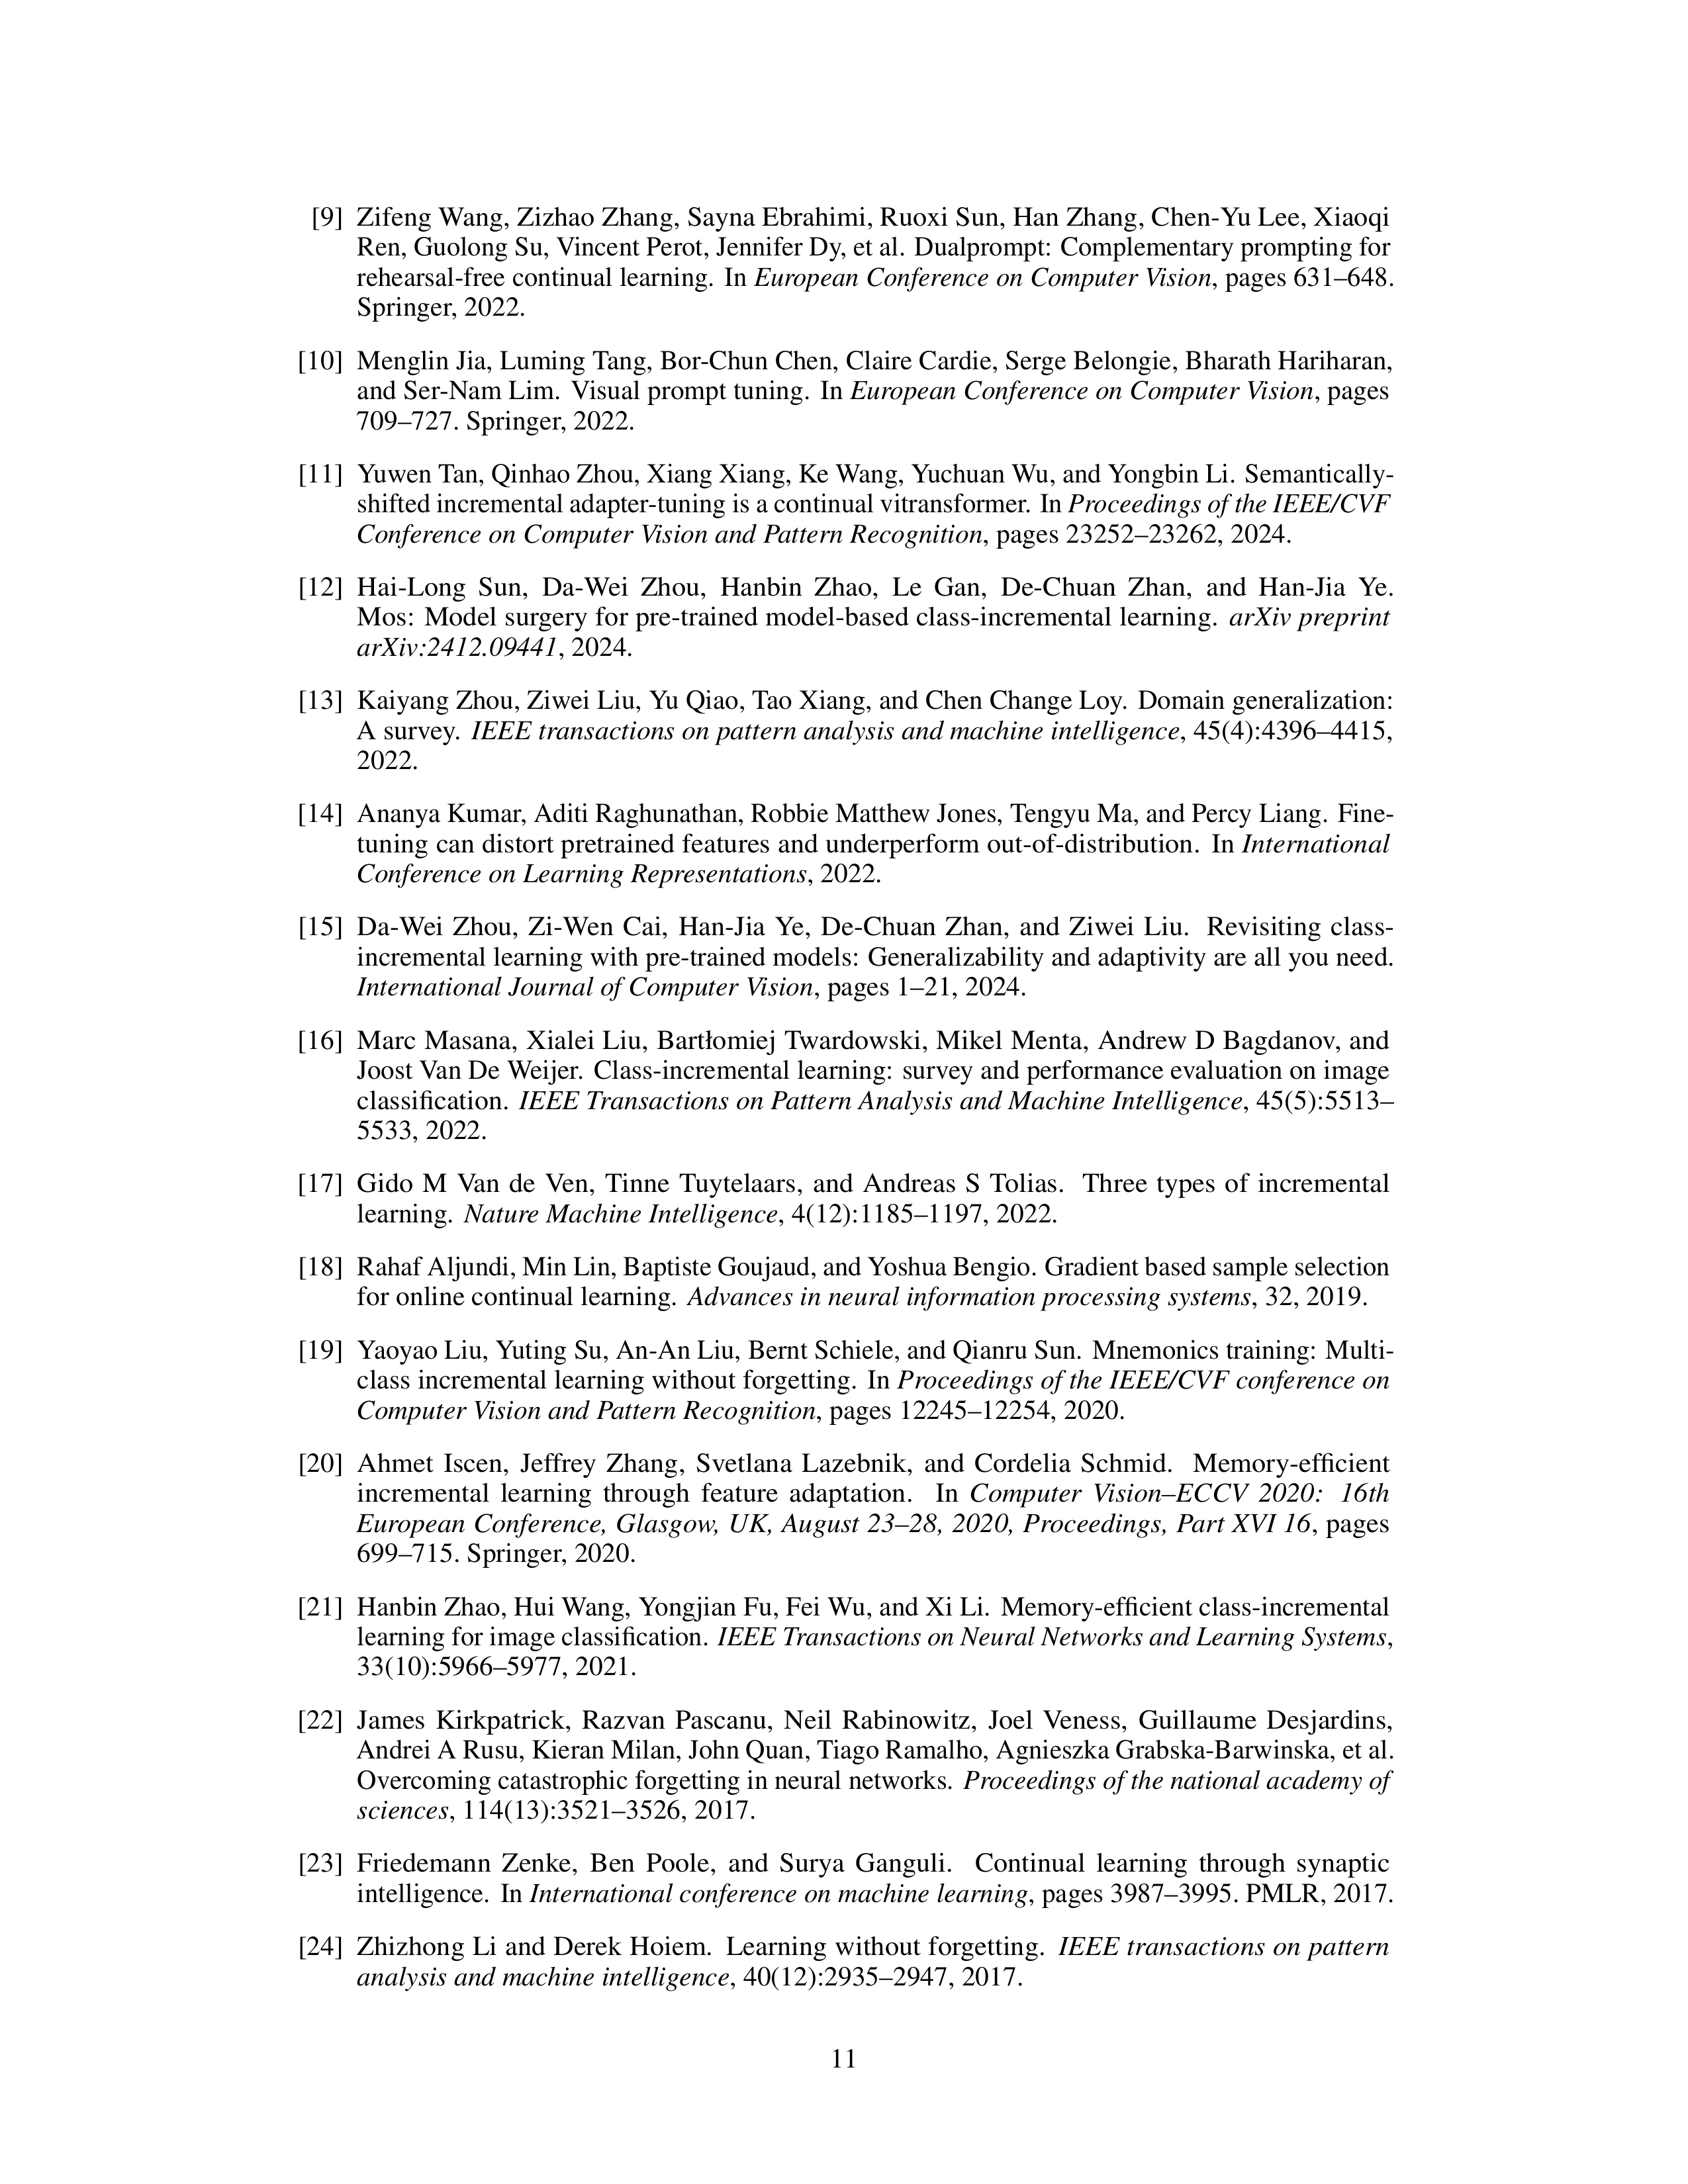 [9] Zifeng Wang, Zizhao Zhang, Sayna Ebrahimi, Ruoxi Sun, Han Zhang, Chen-Yu Lee, Xiaoqi
Ren, Guolong Su, Vincent Perot, Jennifer Dy, et al. Dualprompt: Complementary prompting for
rehearsal-free continual learning. In European Conference on Computer Vision, pages 631–648.
Springer, 2022.
[10] Menglin Jia, Luming Tang, Bor-Chun Chen, Claire Cardie, Serge Belongie, Bharath Hariharan,
and Ser-Nam Lim. Visual prompt tuning. In European Conference on Computer Vision, pages
709–727. Springer, 2022.
[11] Yuwen Tan, Qinhao Zhou, Xiang Xiang, Ke Wang, Yuchuan Wu, and Yongbin Li. Semantically-
shifted incremental adapter-tuning is a continual vitransformer. In Proceedings of the IEEE/CVF
Conference on Computer Vision and Pattern Recognition, pages 23252–23262, 2024.
[12] Hai-Long Sun, Da-Wei Zhou, Hanbin Zhao, Le Gan, De-Chuan Zhan, and Han-Jia Ye.
Mos: Model surgery for pre-trained model-based class-incremental learning. arXiv preprint
arXiv:2412.09441, 2024.
[13] Kaiyang Zhou, Ziwei Liu, Yu Qiao, Tao Xiang, and Chen Change Loy. Domain generalization:
A survey. IEEE transactions on pattern analysis and machine intelligence, 45(4):4396–4415,
2022.
[14] Ananya Kumar, Aditi Raghunathan, Robbie Matthew Jones, Tengyu Ma, and Percy Liang. Fine-
tuning can distort pretrained features and underperform out-of-distribution. In International
Conference on Learning Representations, 2022.
[15] Da-Wei Zhou, Zi-Wen Cai, Han-Jia Ye, De-Chuan Zhan, and Ziwei Liu. Revisiting class-
incremental learning with pre-trained models: Generalizability and adaptivity are all you need.
International Journal of Computer Vision, pages 1–21, 2024.
[16] Marc Masana, Xialei Liu, Bartłomiej Twardowski, Mikel Menta, Andrew D Bagdanov, and
Joost Van De Weijer. Class-incremental learning: survey and performance evaluation on image
classification. IEEE Transactions on Pattern Analysis and Machine Intelligence, 45(5):5513–
5533, 2022.
[17] Gido M Van de Ven, Tinne Tuytelaars, and Andreas S Tolias. Three types of incremental
learning. Nature Machine Intelligence, 4(12):1185–1197, 2022.
[18] Rahaf Aljundi, Min Lin, Baptiste Goujaud, and Yoshua Bengio. Gradient based sample selection
for online continual learning. Advances in neural information processing systems, 32, 2019.
[19] Yaoyao Liu, Yuting Su, An-An Liu, Bernt Schiele, and Qianru Sun. Mnemonics training: Multi-
class incremental learning without forgetting. In Proceedings of the IEEE/CVF conference on
Computer Vision and Pattern Recognition, pages 12245–12254, 2020.
[20] Ahmet Iscen, Jeffrey Zhang, Svetlana Lazebnik, and Cordelia Schmid. Memory-efficient
incremental learning through feature adaptation. In Computer Vision–ECCV 2020: 16th
European Conference, Glasgow, UK, August 23–28, 2020, Proceedings, Part XVI 16, pages
699–715. Springer, 2020.
[21] Hanbin Zhao, Hui Wang, Yongjian Fu, Fei Wu, and Xi Li. Memory-efficient class-incremental
learning for image classification. IEEE Transactions on Neural Networks and Learning Systems,
33(10):5966–5977, 2021.
[22] James Kirkpatrick, Razvan Pascanu, Neil Rabinowitz, Joel Veness, Guillaume Desjardins,
Andrei A Rusu, Kieran Milan, John Quan, Tiago Ramalho, Agnieszka Grabska-Barwinska, et al.
Overcoming catastrophic forgetting in neural networks. Proceedings of the national academy of
sciences, 114(13):3521–3526, 2017.
[23] Friedemann Zenke, Ben Poole, and Surya Ganguli. Continual learning through synaptic
intelligence. In International conference on machine learning, pages 3987–3995. PMLR, 2017.
[24] Zhizhong Li and Derek Hoiem. Learning without forgetting. IEEE transactions on pattern
analysis and machine intelligence, 40(12):2935–2947, 2017.
11